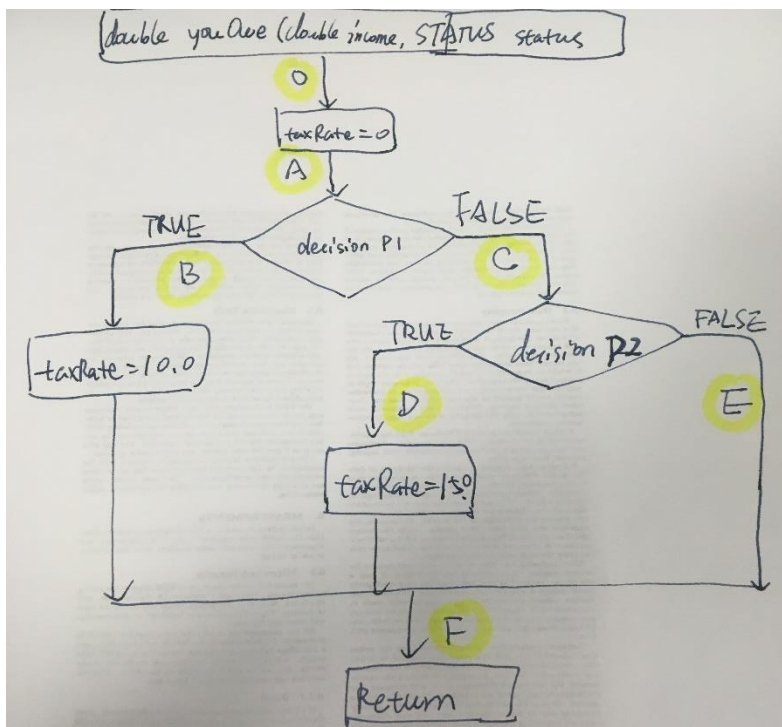 double youOwe (double income, STATUS status
O
taxRate=0
A
TRUE
FALSE
decision P1
B
C
TRUE
FALSE
decision P2
taxRate=10.0
D
E
taxRate=15.0
F
Return